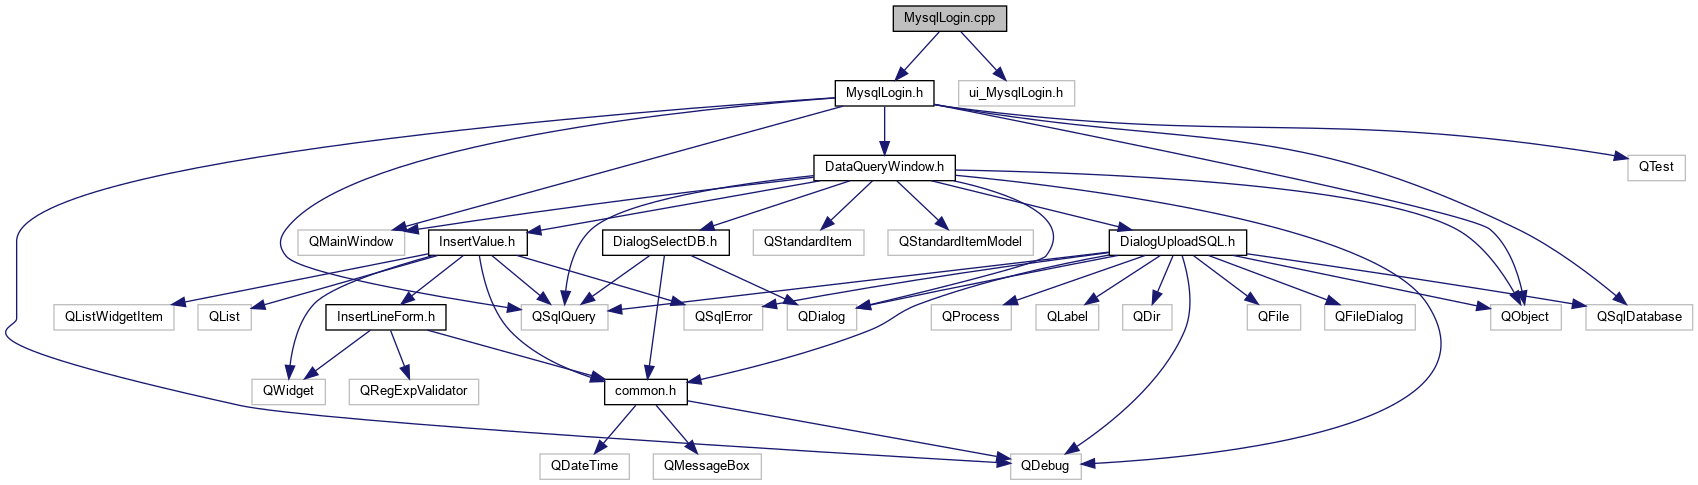 MysqlLogin.cpp
MysqlLogin.h
ui_MysqlLogin.h
DataQueryWindow.h
QTest
QMainWindow
InsertValue.h
DialogSelectDB.h
QStandardItem
QStandardItemModel
DialogUploadSQL.h
QListWidgetItem
QList
InsertLineForm.h
QSqlQuery
QSqlError
QDialog
QProcess
QLabel
QDir
QFile
QFileDialog
QObject
QSqlDatabase
QWidget
QRegExpValidator
common.h
QDateTime
QMessageBox
QDebug